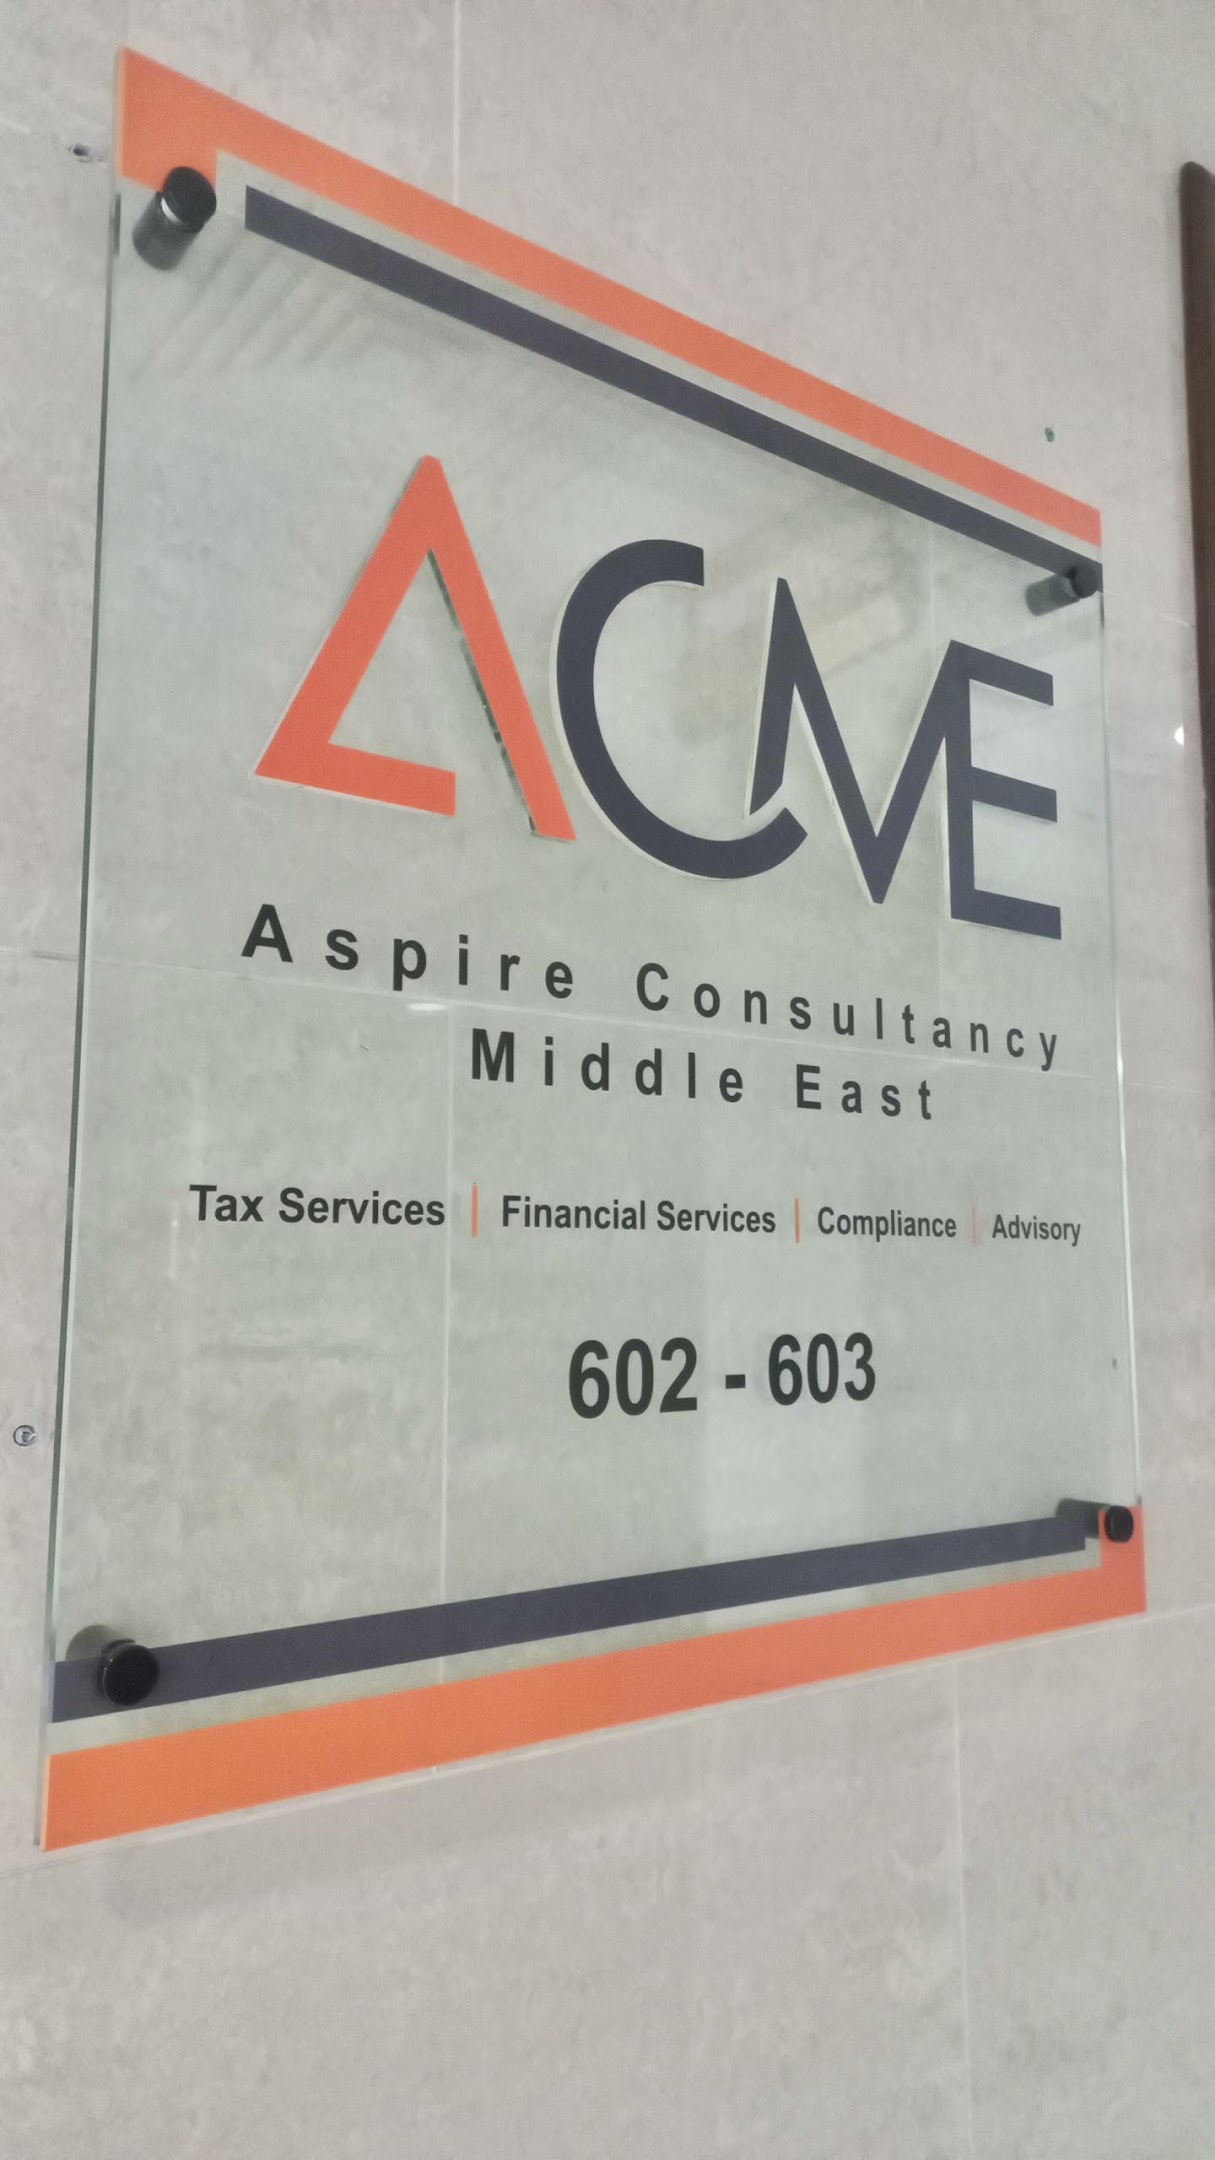 ACME
Aspire Consultancy
Middle East
Tax Services | Financial Services | Compliance | Advisory
602 - 603